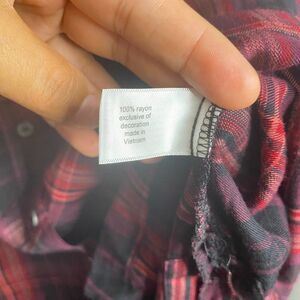 100% rayon
exclusive of
decoration
made in
Vietnam